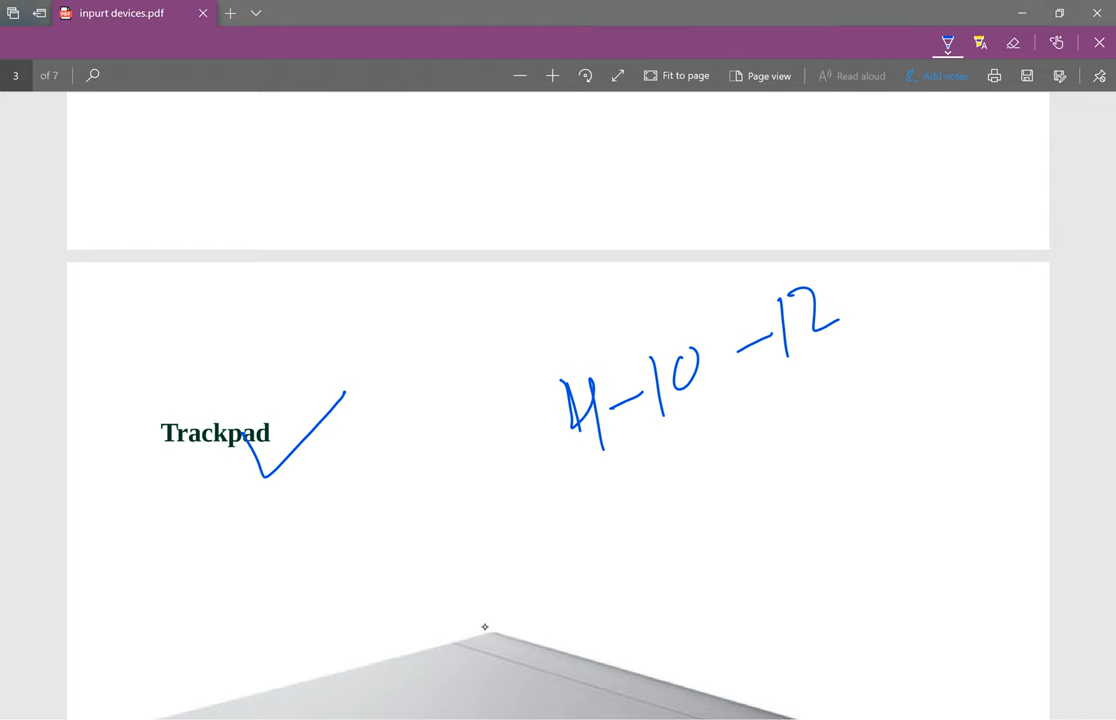 inpurt devices.pdf
3 of 7
Fit to page
Page view
A Read aloud
Add notes
4-10-12
Trackpad